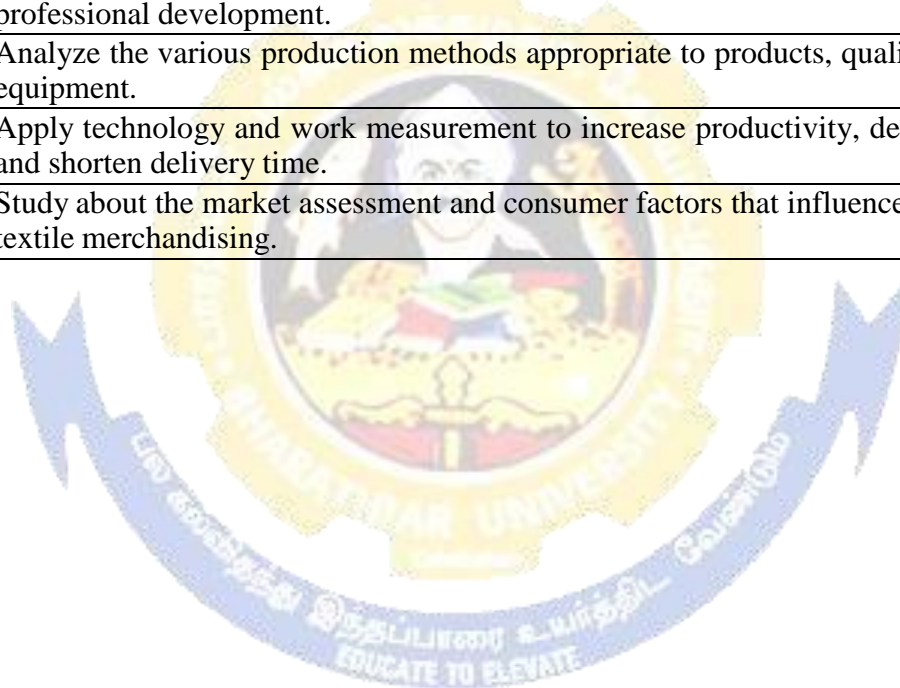 professional development.
Analyze the various production methods appropriate to products, quali
equipment.
Apply technology and work measurement to increase productivity, de
and shorten delivery time.
Study about the market assessment and consumer factors that influence
textile merchandising.
BHARATHIAR UNIVERSITY
EDUCATE TO ELEVATE